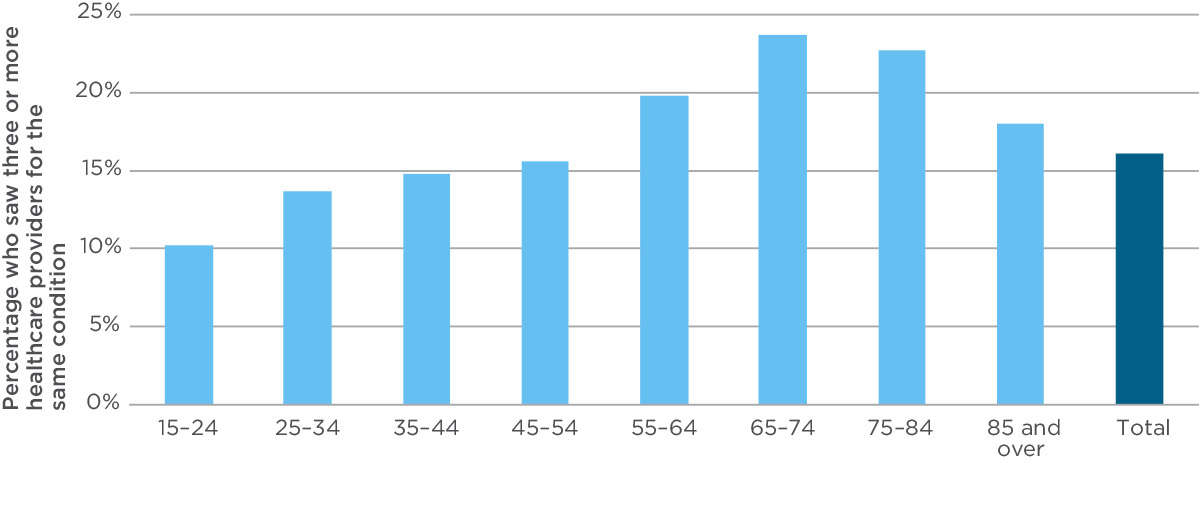 Percentage who saw three or more
healthcare providers for the
same condition
25%
20%
15%
10%
5%
0%
15–24
25–34
35–44
45–54
55–64
65–74
75–84
85 and
over
Total